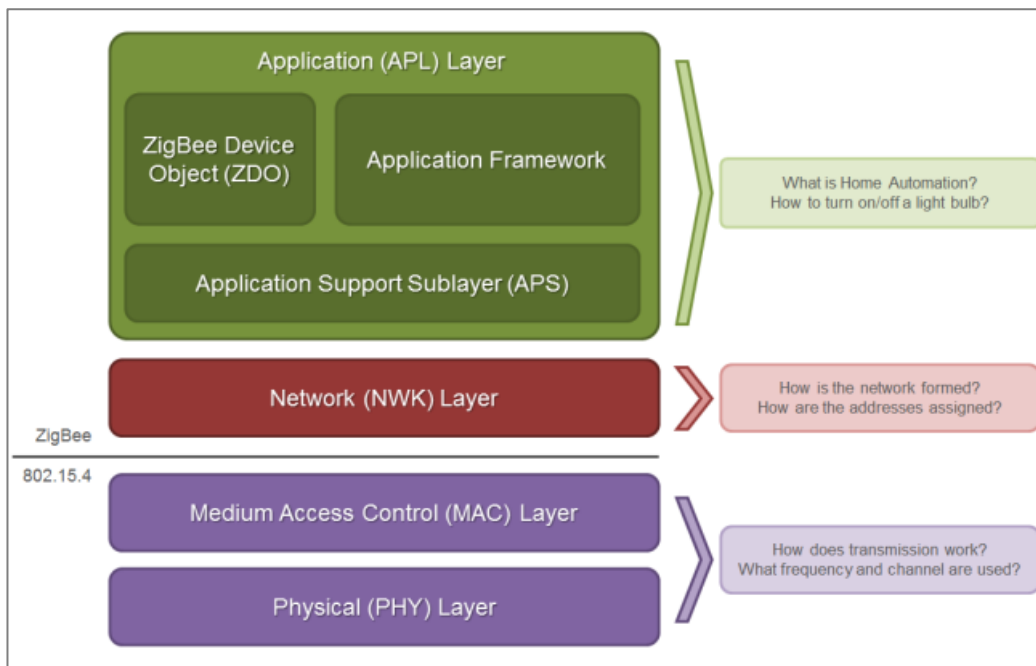 Application (APL) Layer
ZigBee Device
Object (ZDO)
Application Framework
Application Support Sublayer (APS)
What is Home Automation?
How to turn on/off a light bulb?
Network (NWK) Layer
How is the network formed?
How are the addresses assigned?
ZigBee
802.15.4
Medium Access Control (MAC) Layer
Physical (PHY) Layer
How does transmission work?
What frequency and channel are used?